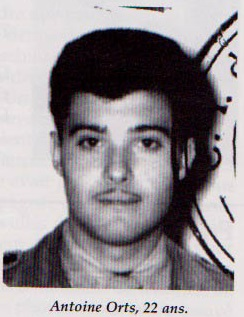 Antoine Orts, 22 ans.